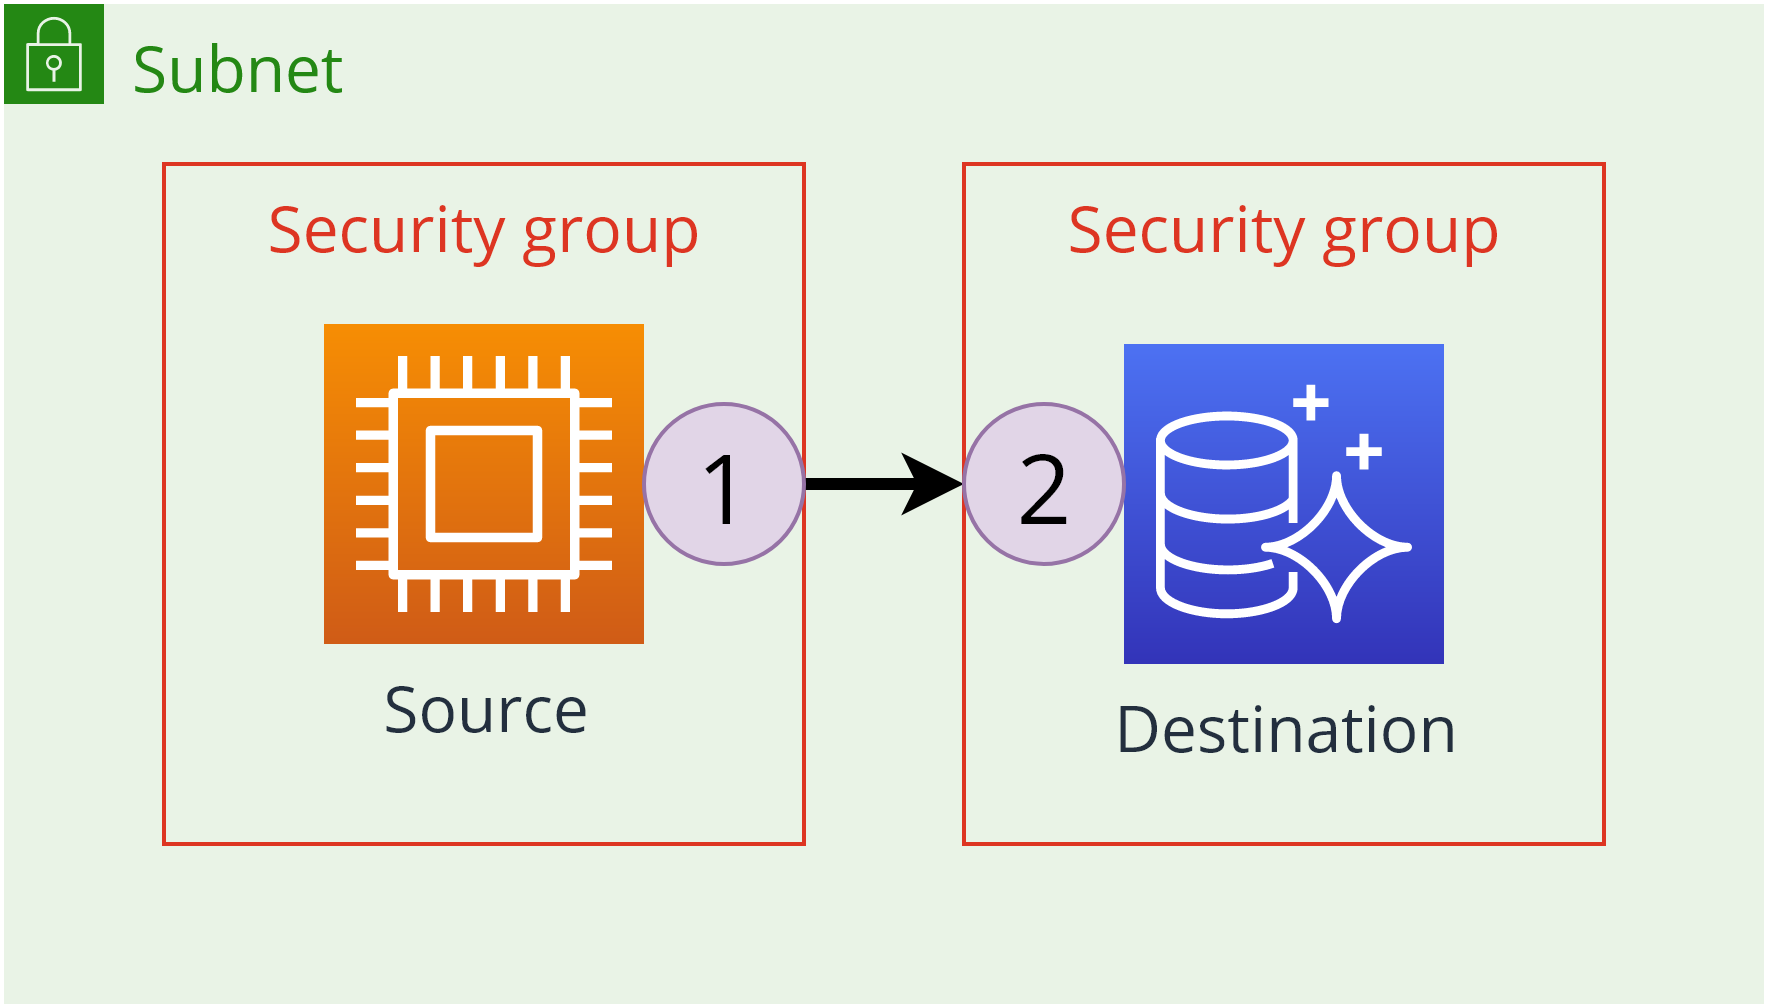 Subnet
Security group
Security group
1
2
Source
Destination